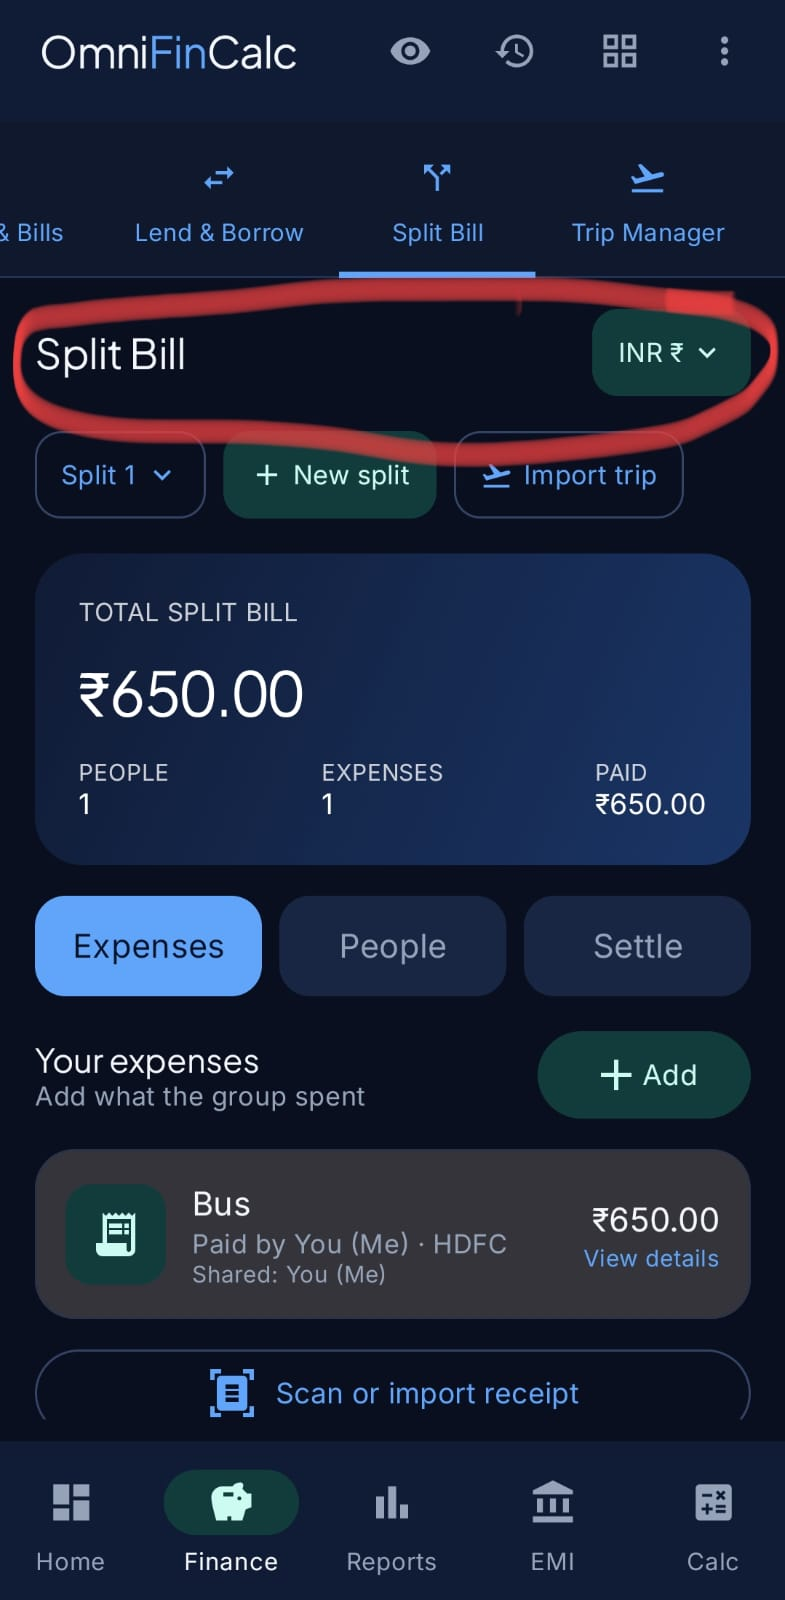 OmniFinCalc
& Bills
Lend & Borrow
Split Bill
Trip Manager
Split Bill
INR ₹
Split 1
+ New split
Import trip
TOTAL SPLIT BILL
₹650.00
PEOPLE
EXPENSES
PAID
1
1
₹650.00
Expenses
People
Settle
Your expenses
Add what the group spent
+ Add
Bus
Paid by You (Me) · HDFC
Shared: You (Me)
₹650.00
View details
Scan or import receipt
Home
Finance
Reports
EMI
Calc